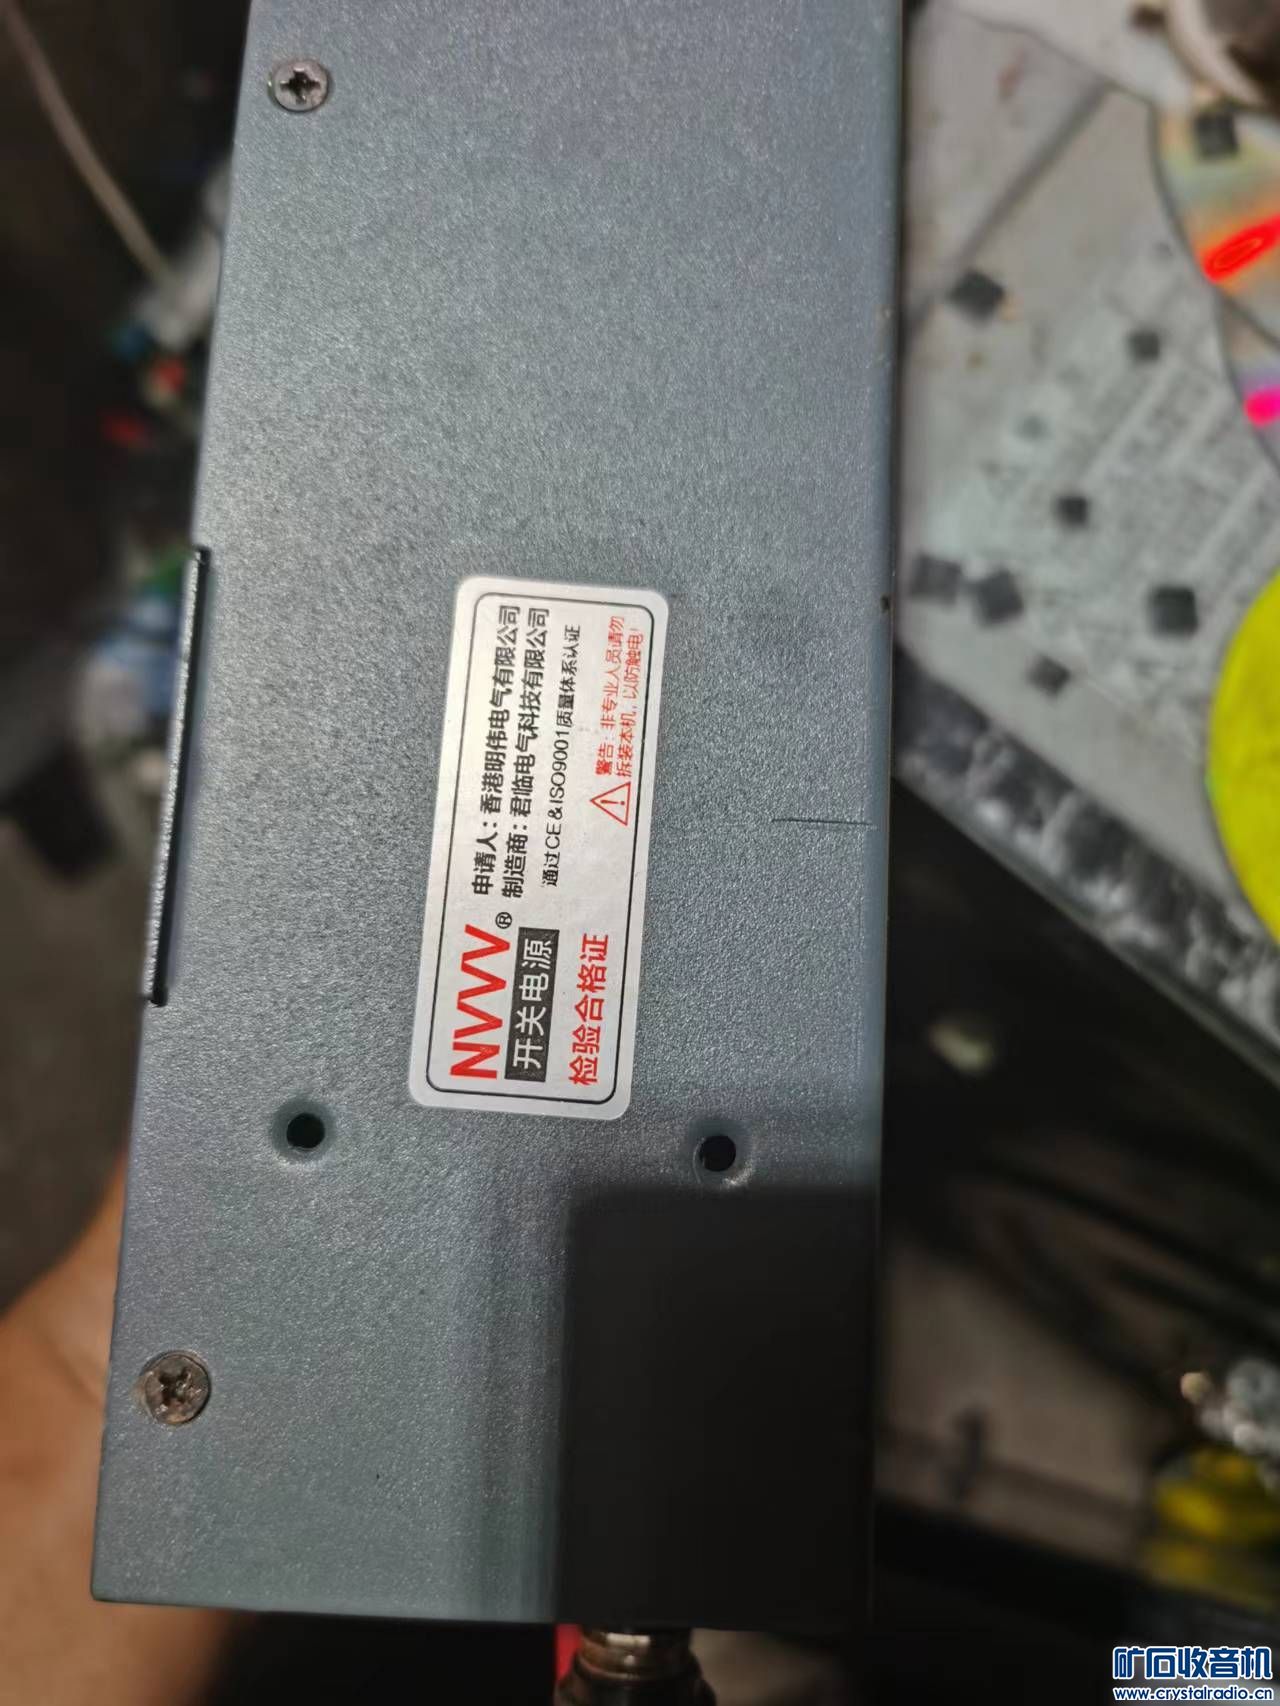 NVVV®
开关电源
检验合格证
申请人：香港明伟电气有限公司
制造商：君临电气科技有限公司
通过CE&ISO9001质量体系认证
警告：非专业人员请勿
拆装本机，以防触电！
矿石收音机
www.crystalradio.cn